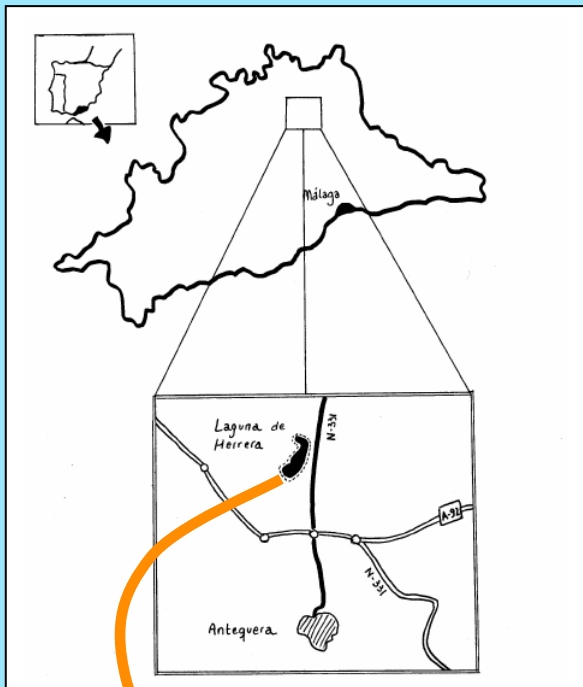 Málaga
Laguna de
Herrera
N-331
A-92
N-331
Antequera